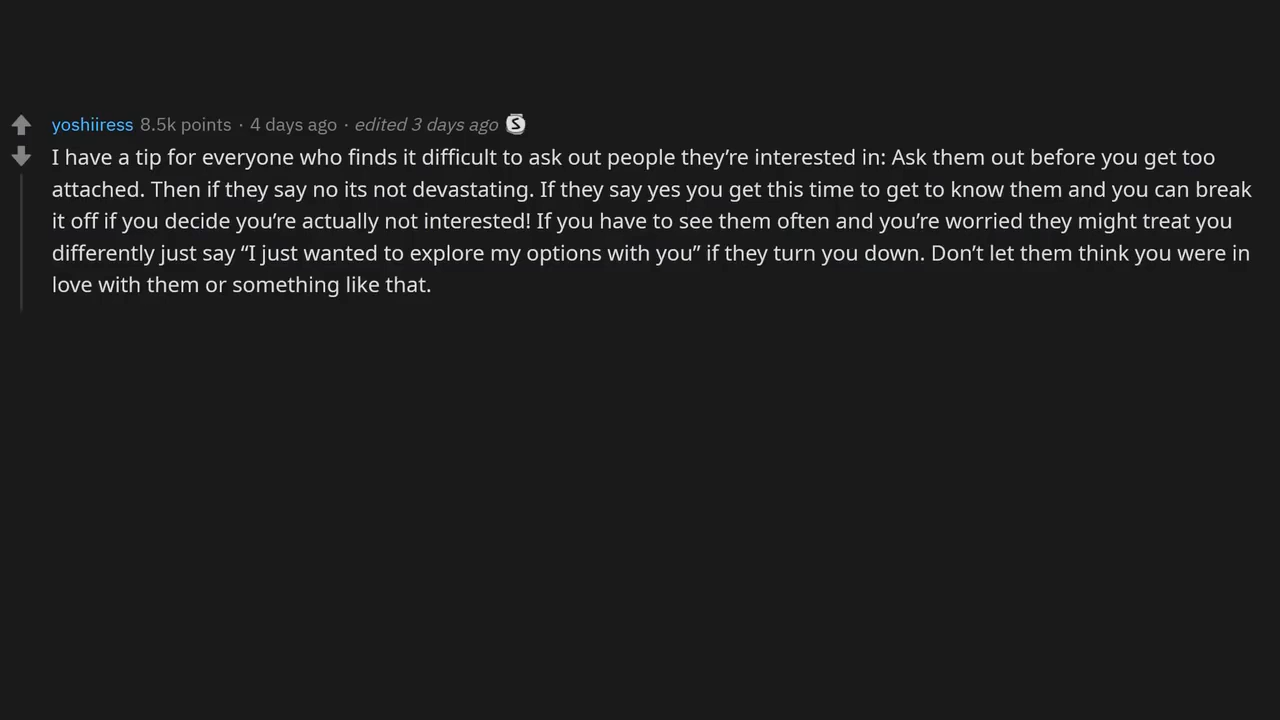 yoshiiress 8.5k points · 4 days ago · edited 3 days ago S
I have a tip for everyone who finds it difficult to ask out people they’re interested in: Ask them out before you get too
attached. Then if they say no its not devastating. If they say yes you get this time to get to know them and you can break
it off if you decide you’re actually not interested! If you have to see them often and you’re worried they might treat you
differently just say “I just wanted to explore my options with you” if they turn you down. Don’t let them think you were in
love with them or something like that.